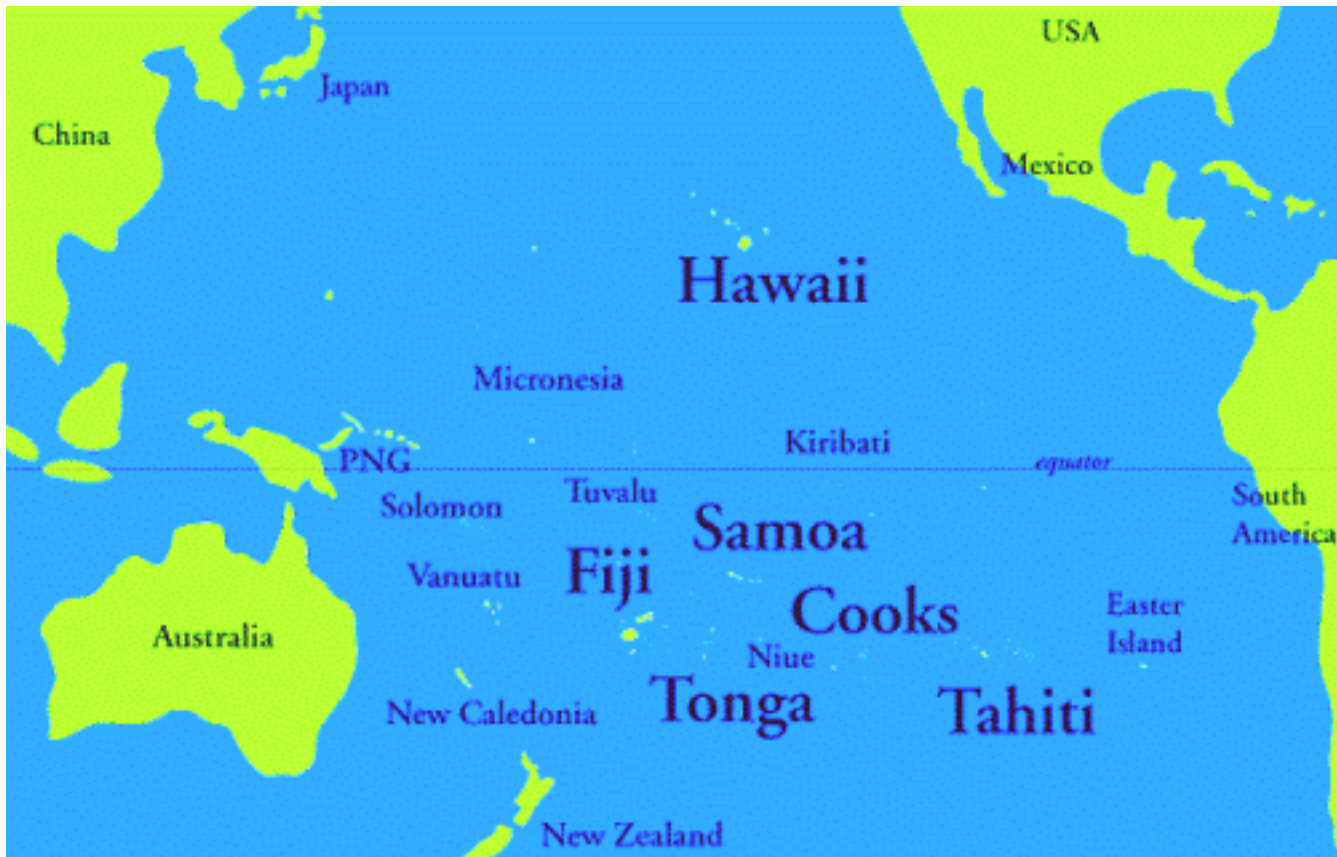 USA
Japan
China
Mexico
Hawaii
Micronesia
Kiribati
PNG
equator
Tuvalu
South
America
Solomon
Samoa
Fiji
Vanuatu
Cooks
Easter
Island
Australia
Niue
Tonga
Tahiti
New Caledonia
New Zealand